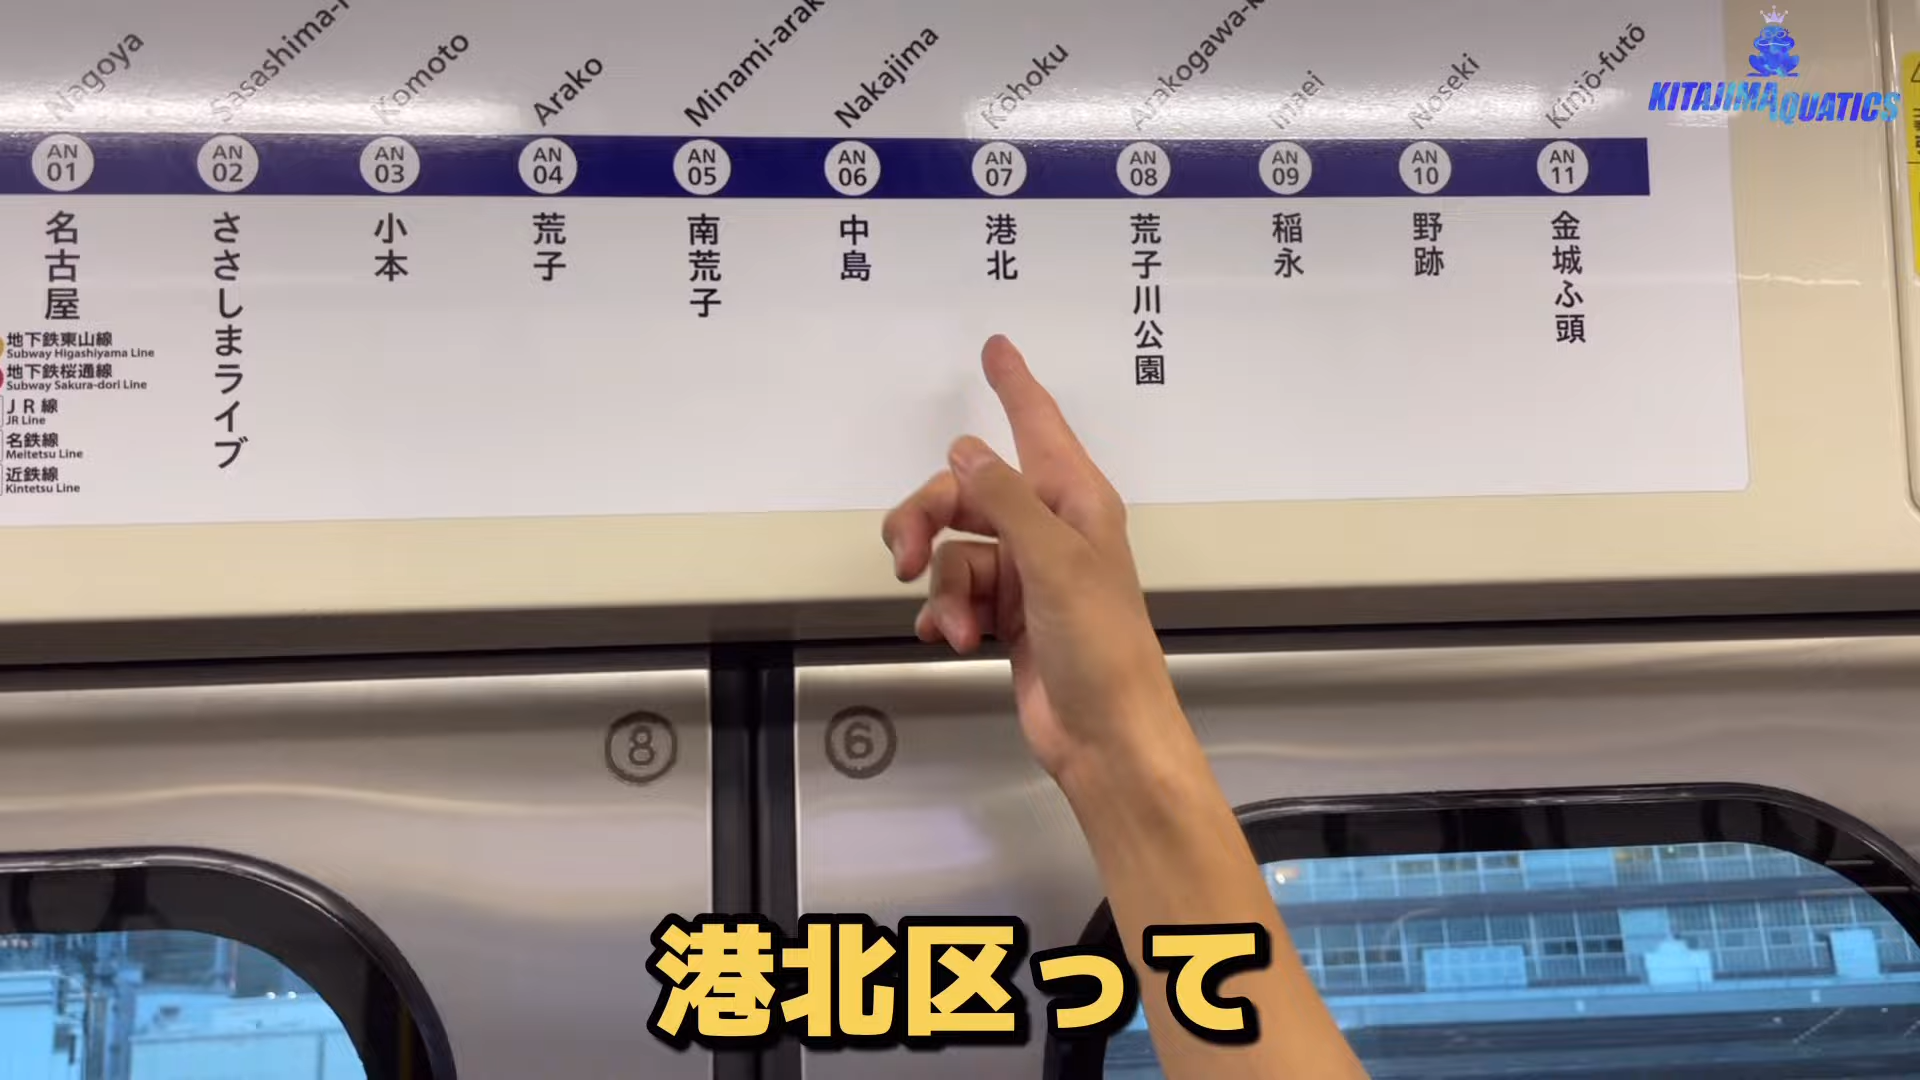 Nagoya
Sasashima-
Komoto
Arako
Minami-arak
Nakajima
Kōhoku
Arakogawa-k
Inaei
Noseki
Kinjō-futō
KITAJIMAAQUATICS
AN 01
AN 02
AN 03
AN 04
AN 05
AN 06
AN 07
AN 08
AN 09
AN 10
AN 11
名古屋
ささしまライブ
小本
荒子
南荒子
中島
港北
荒子川公園
稲永
野跡
金城ふ頭
地下鉄東山線
Subway Higashiyama Line
地下鉄桜通線
Subway Sakura-dori Line
JR線
JR Line
名鉄線
Meitetsu Line
近鉄線
Kintetsu Line
8
6
港北区って